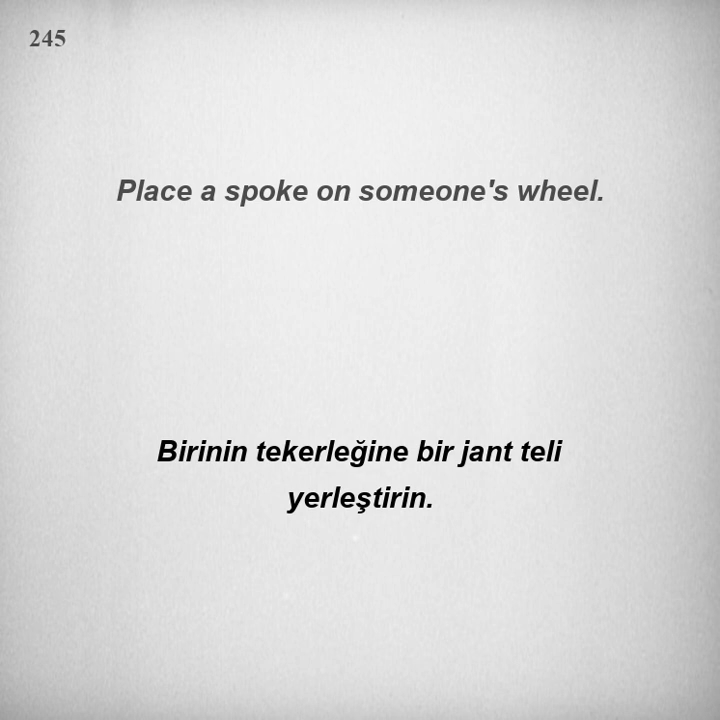 245
Place a spoke on someone's wheel.
Birinin tekerleğine bir jant teli
yerleştirin.